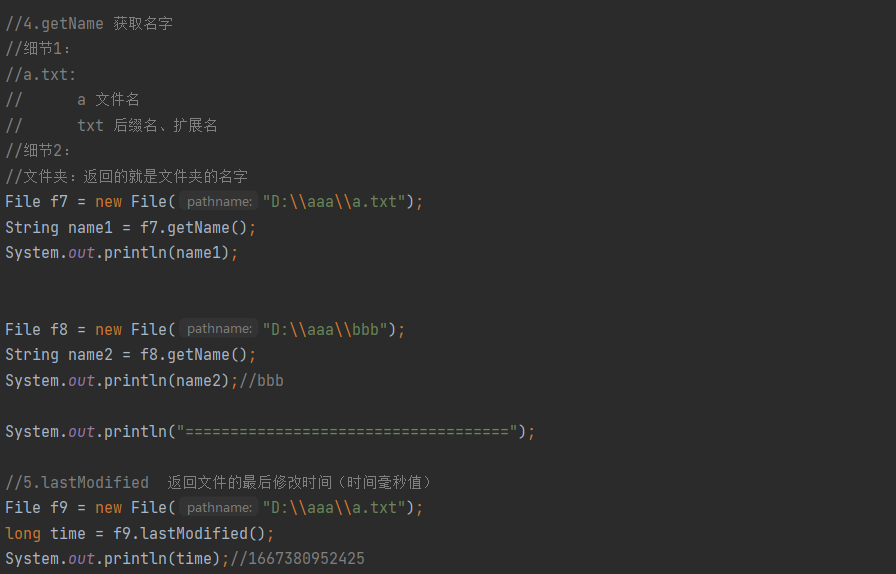 //4.getName 获取名字
//细节1：
//a.txt:
//      a 文件名
//      txt 后缀名、扩展名
//细节2：
//文件夹：返回的就是文件夹的名字
File f7 = new File( pathname: "D:\\aaa\\a.txt");
String name1 = f7.getName();
System.out.println(name1);
File f8 = new File( pathname: "D:\\aaa\\bbb");
String name2 = f8.getName();
System.out.println(name2);//bbb
System.out.println("====================================");
//5.lastModified  返回文件的最后修改时间（时间毫秒值）
File f9 = new File( pathname: "D:\\aaa\\a.txt");
long time = f9.lastModified();
System.out.println(time);//1667380952425